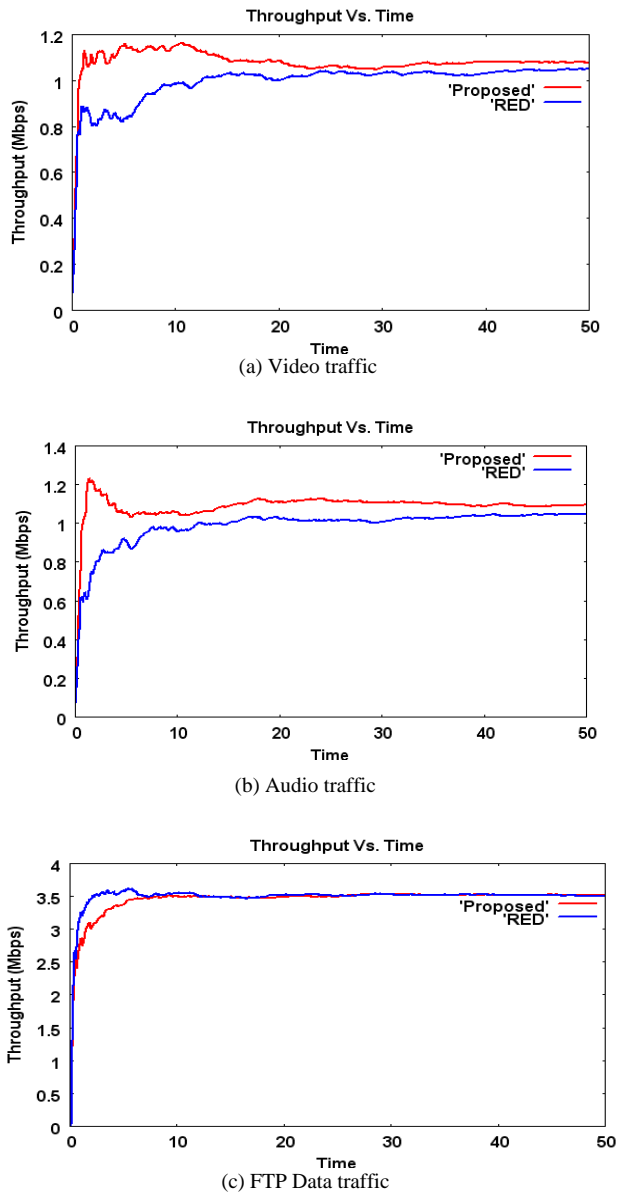 Throughput Vs. Time
1.2
1
0.8
0.6
0.4
0.2
0
Throughput (Mbps)
'Proposed'
'RED'
0 10 20 30 40 50
Time
(a) Video traffic
Throughput Vs. Time
1.4
1.2
1
0.8
0.6
0.4
0.2
0
Throughput (Mbps)
'Proposed'
'RED'
0 10 20 30 40 50
Time
(b) Audio traffic
Throughput Vs. Time
4
3.5
3
2.5
2
1.5
1
0.5
0
Throughput (Mbps)
'Proposed'
'RED'
0 10 20 30 40 50
Time
(c) FTP Data traffic